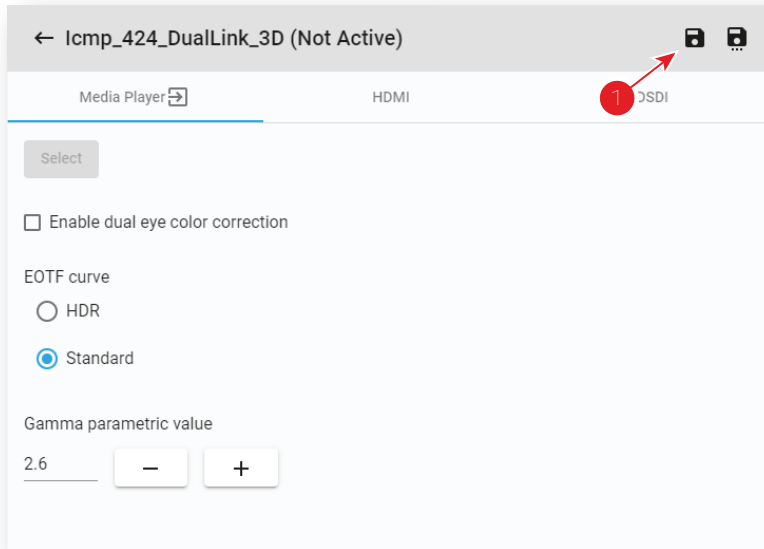 Icmp_424_DualLink_3D (Not Active)
Media Player HDMI 1 OSDI
Select
Enable dual eye color correction
EOTF curve
HDR
Standard
Gamma parametric value
2.6 − +